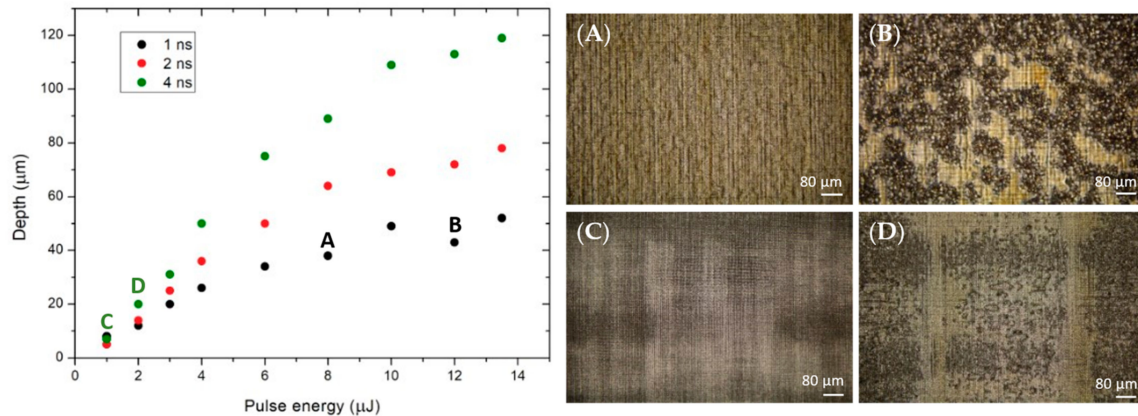 120
100
80
60
40
20
0
Depth (μm)
1 ns
2 ns
4 ns
A
B
C
D
0 2 4 6 8 10 12 14
Pulse energy (μJ)
(A)
80 μm
(B)
80 μm
(C)
80 μm
(D)
80 μm